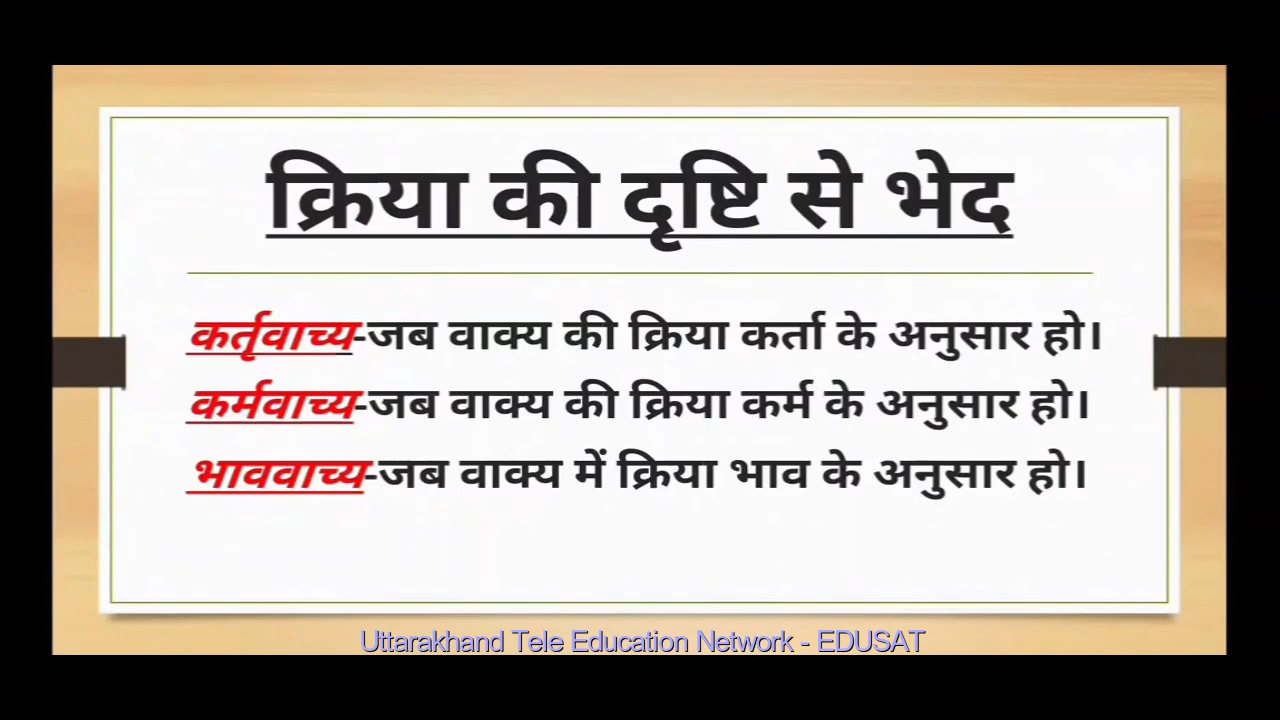 क्रिया की दृष्टि से भेद
कर्तृवाच्य-जब वाक्य की क्रिया कर्ता के अनुसार हो।
कर्मवाच्य-जब वाक्य की क्रिया कर्म के अनुसार हो।
भाववाच्य-जब वाक्य में क्रिया भाव के अनुसार हो।
Uttarakhand Tele Education Network - EDUSAT